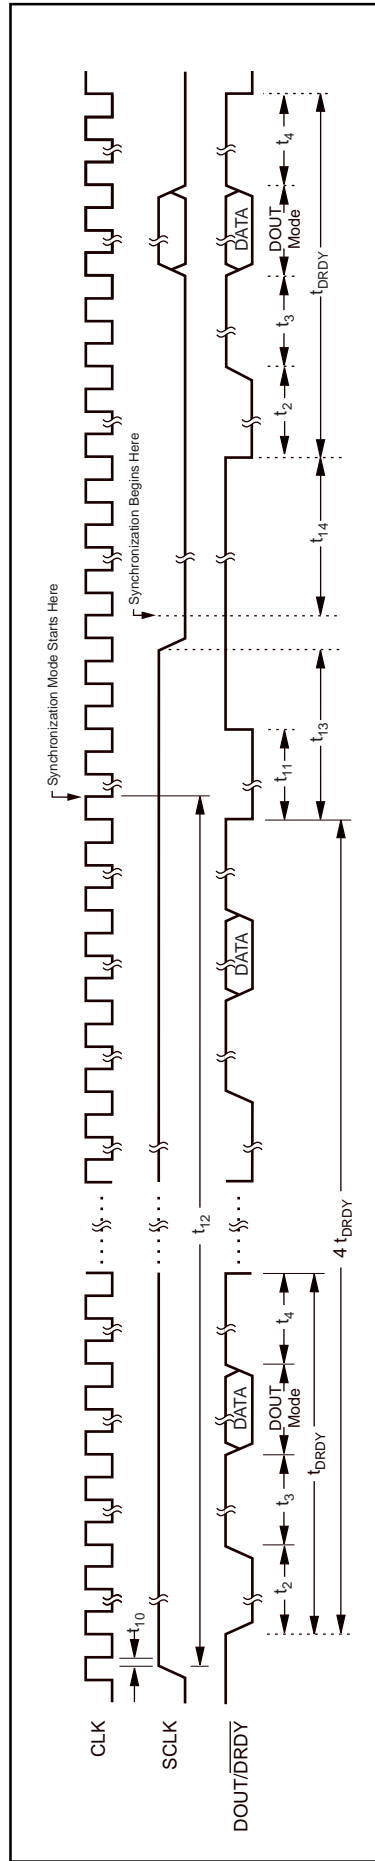 Synchronization Mode Starts Here
Synchronization Begins Here
CLK
t10
SCLK
t12
DOUT/DRDY
DATA
DATA
DATA
t2
t3
DOUT
Mode
t4
t11
t2
t3
DOUT
Mode
t4
tDRDY
t13
t14
tDRDY
4 tDRDY